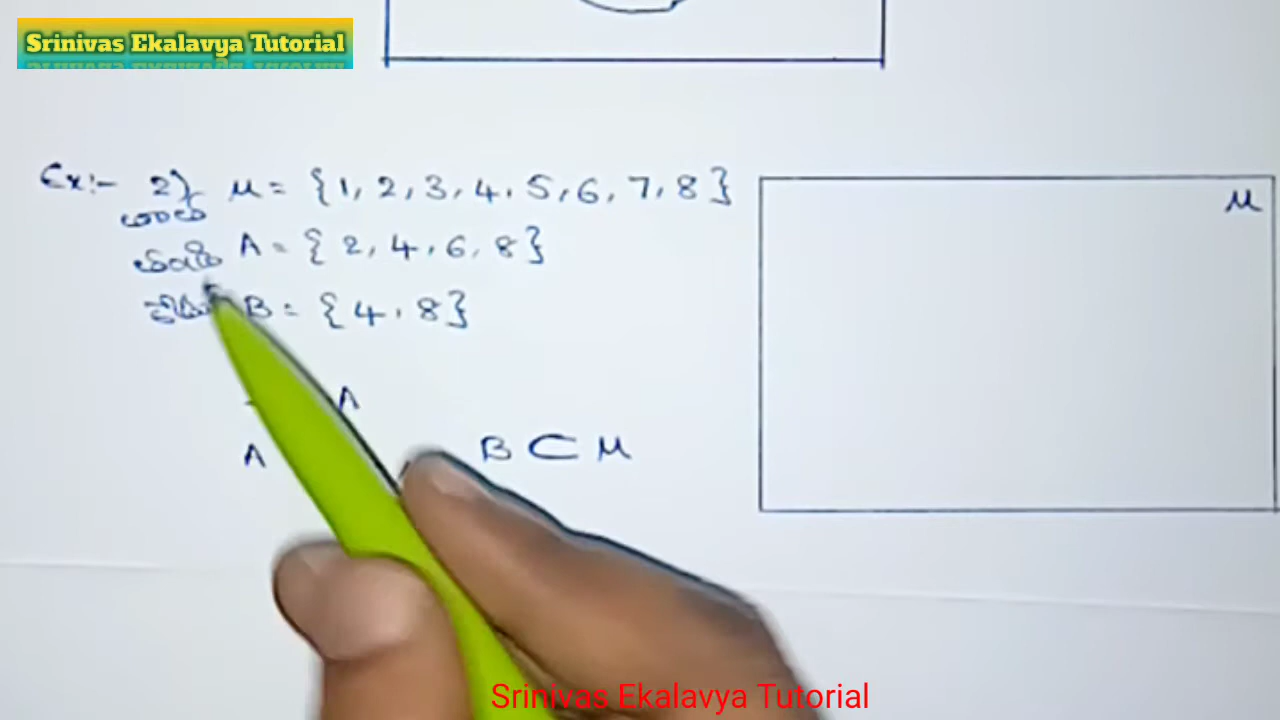 Srinivas Ekalavya Tutorial
Ex:- 2) μ = {1, 2, 3, 4, 5, 6, 7, 8}
A = {2, 4, 6, 8}
B = {4, 8}
A
A B ⊂ μ
μ
Srinivas Ekalavya Tutorial